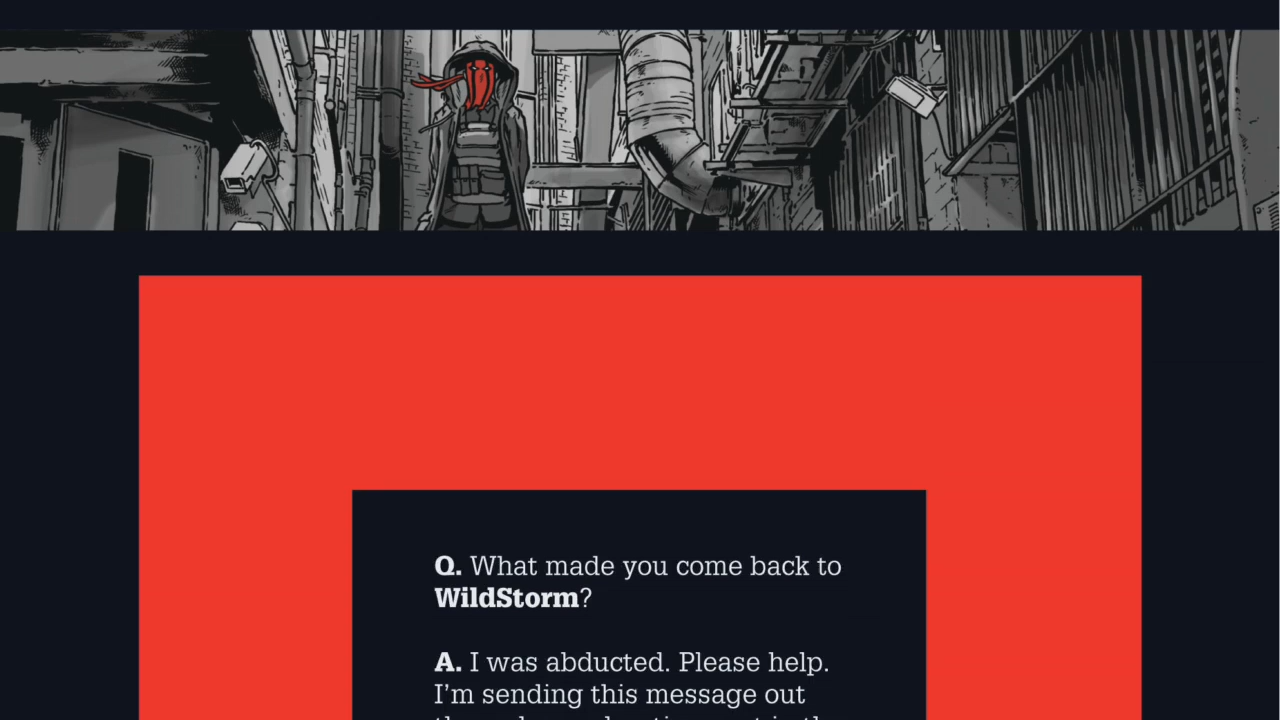 Q. What made you come back to
WildStorm?
A. I was abducted. Please help.
I'm sending this message out